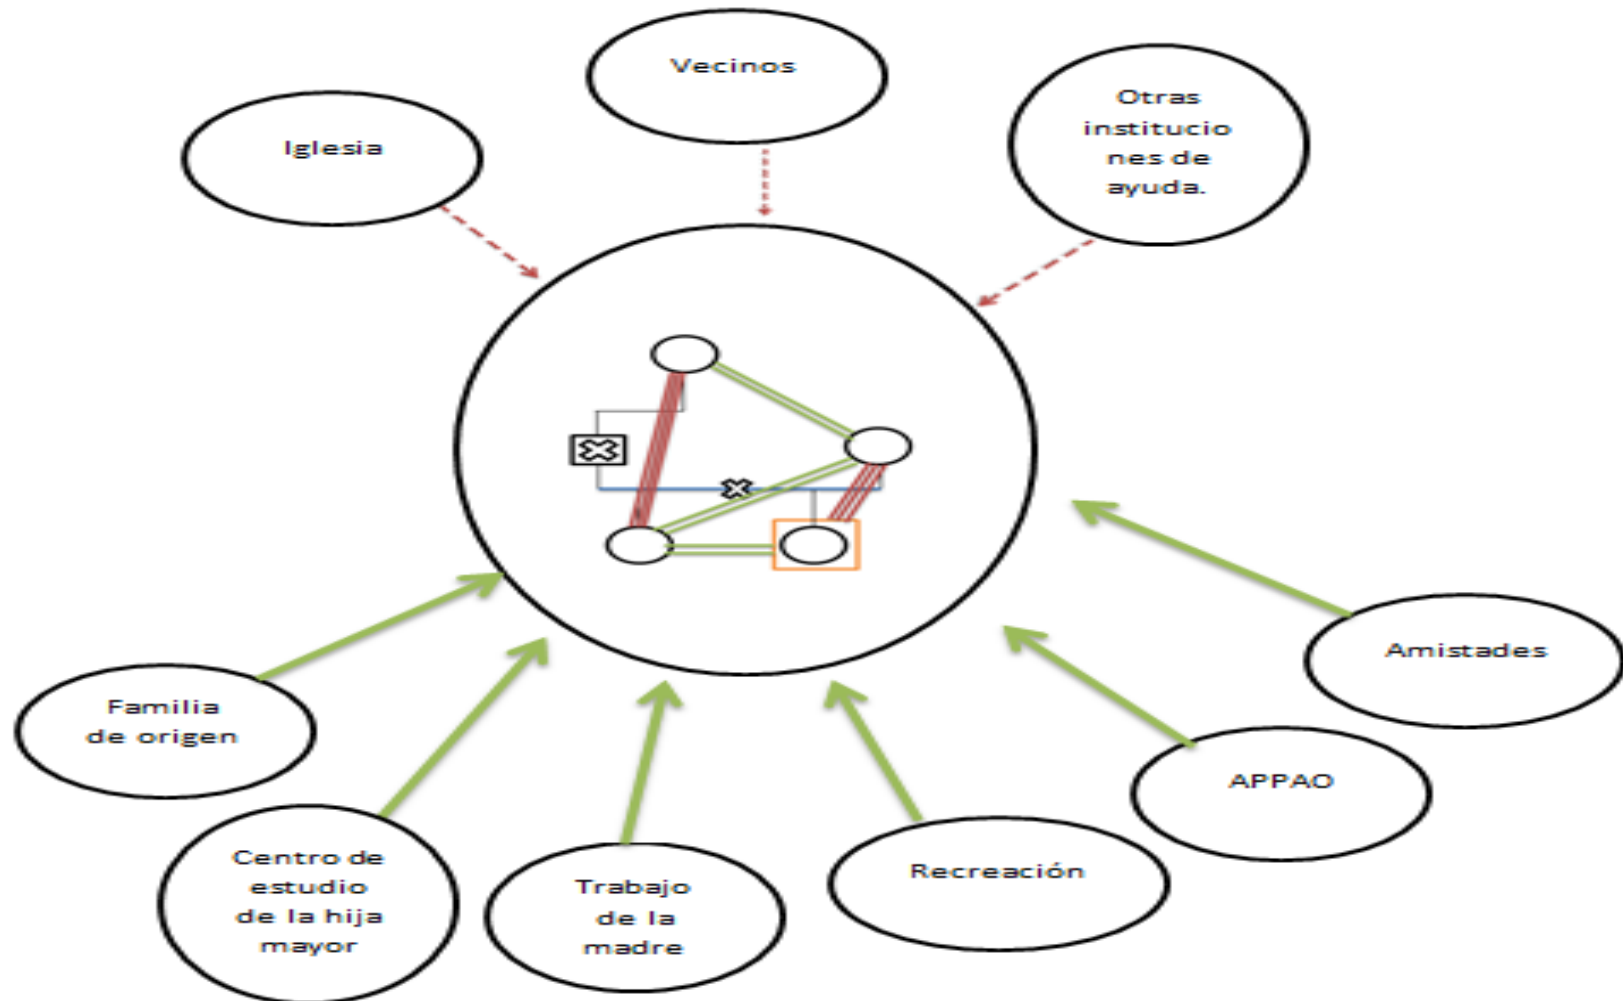 Vecinos
Iglesia
Otras
institucio
nes de
ayuda.
Familia
de origen
Amistades
APPAO
Recreación
Centro de
estudio
de la hija
mayor
Trabajo
de la
madre